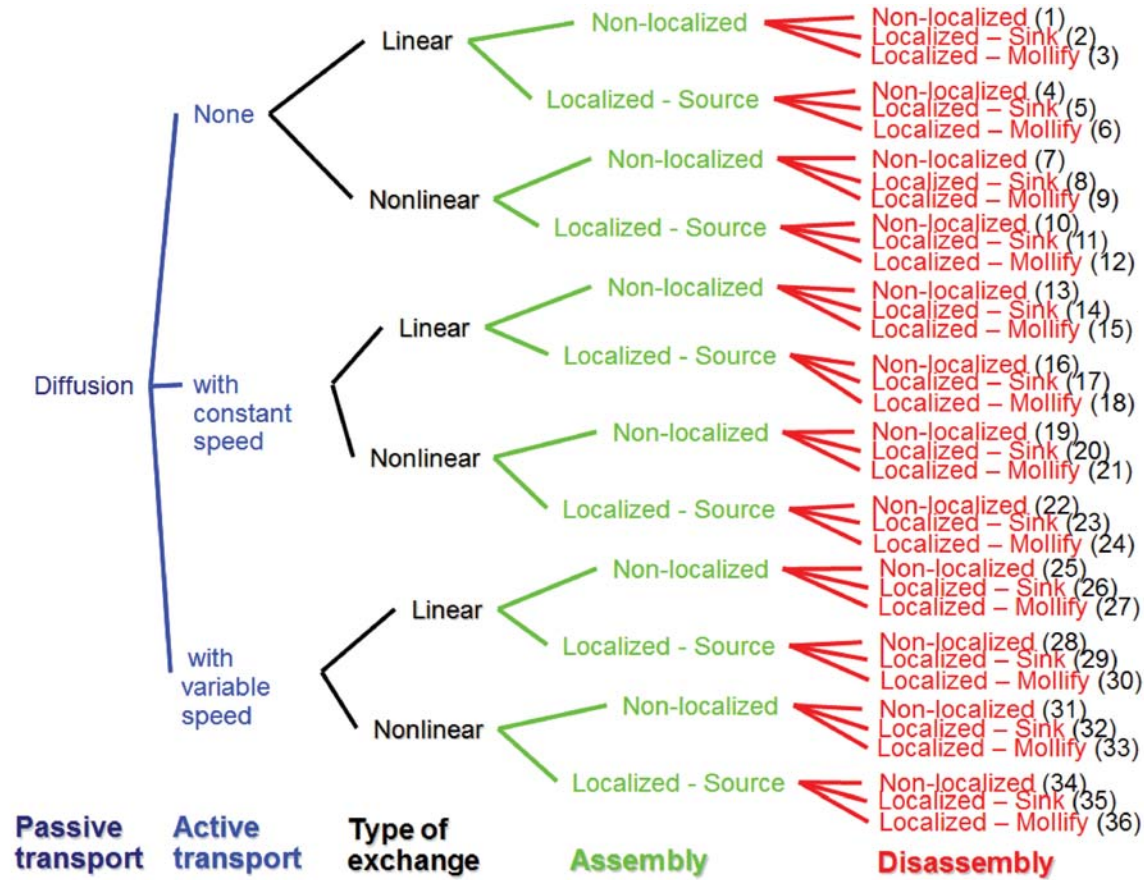 Non-localized (1)
Linear
Non-localized
Localized – Sink (2)
Localized – Mollify (3)
Non-localized (4)
None
Localized - Source
Localized – Sink (5)
Localized – Mollify (6)
Non-localized (7)
Non-localized
Localized – Sink (8)
Nonlinear
Localized – Mollify (9)
Non-localized (10)
Localized - Source
Localized – Sink (11)
Localized – Mollify (12)
Non-localized (13)
Non-localized
Localized – Sink (14)
Linear
Localized – Mollify (15)
Localized - Source
Non-localized (16)
Diffusion
with
constant
speed
Localized – Sink (17)
Localized – Mollify (18)
Non-localized (19)
Non-localized
Localized – Sink (20)
Nonlinear
Localized – Mollify (21)
Non-localized (22)
Localized - Source
Localized – Sink (23)
Localized – Mollify (24)
Non-localized (25)
Non-localized
Localized – Sink (26)
Linear
Localized – Mollify (27)
Non-localized (28)
Localized - Source
Localized – Sink (29)
with
variable
speed
Localized – Mollify (30)
Non-localized (31)
Non-localized
Localized – Sink (32)
Nonlinear
Localized – Mollify (33)
Non-localized (34)
Localized - Source
Localized – Sink (35)
Localized – Mollify (36)
Passive
transport
Active
transport
Type of
exchange
Assembly
Disassembly